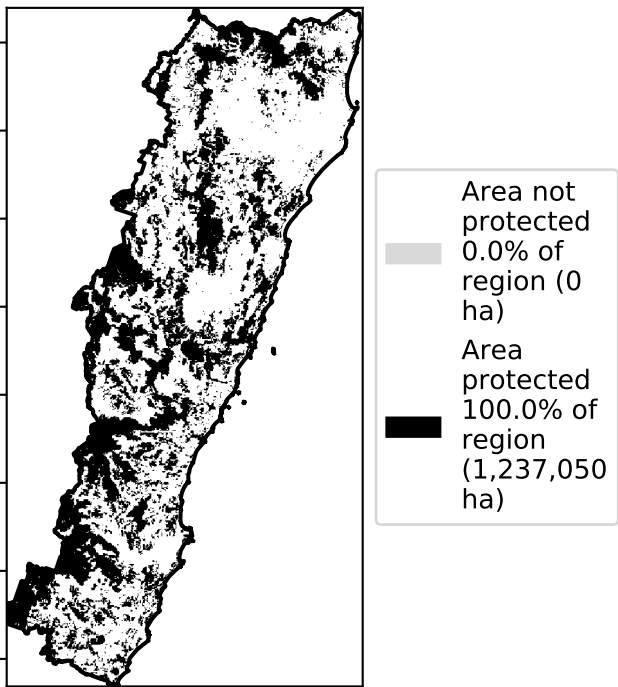 Area not
protected
0.0% of
region (0
ha)
Area
protected
100.0% of
region
(1,237,050
ha)